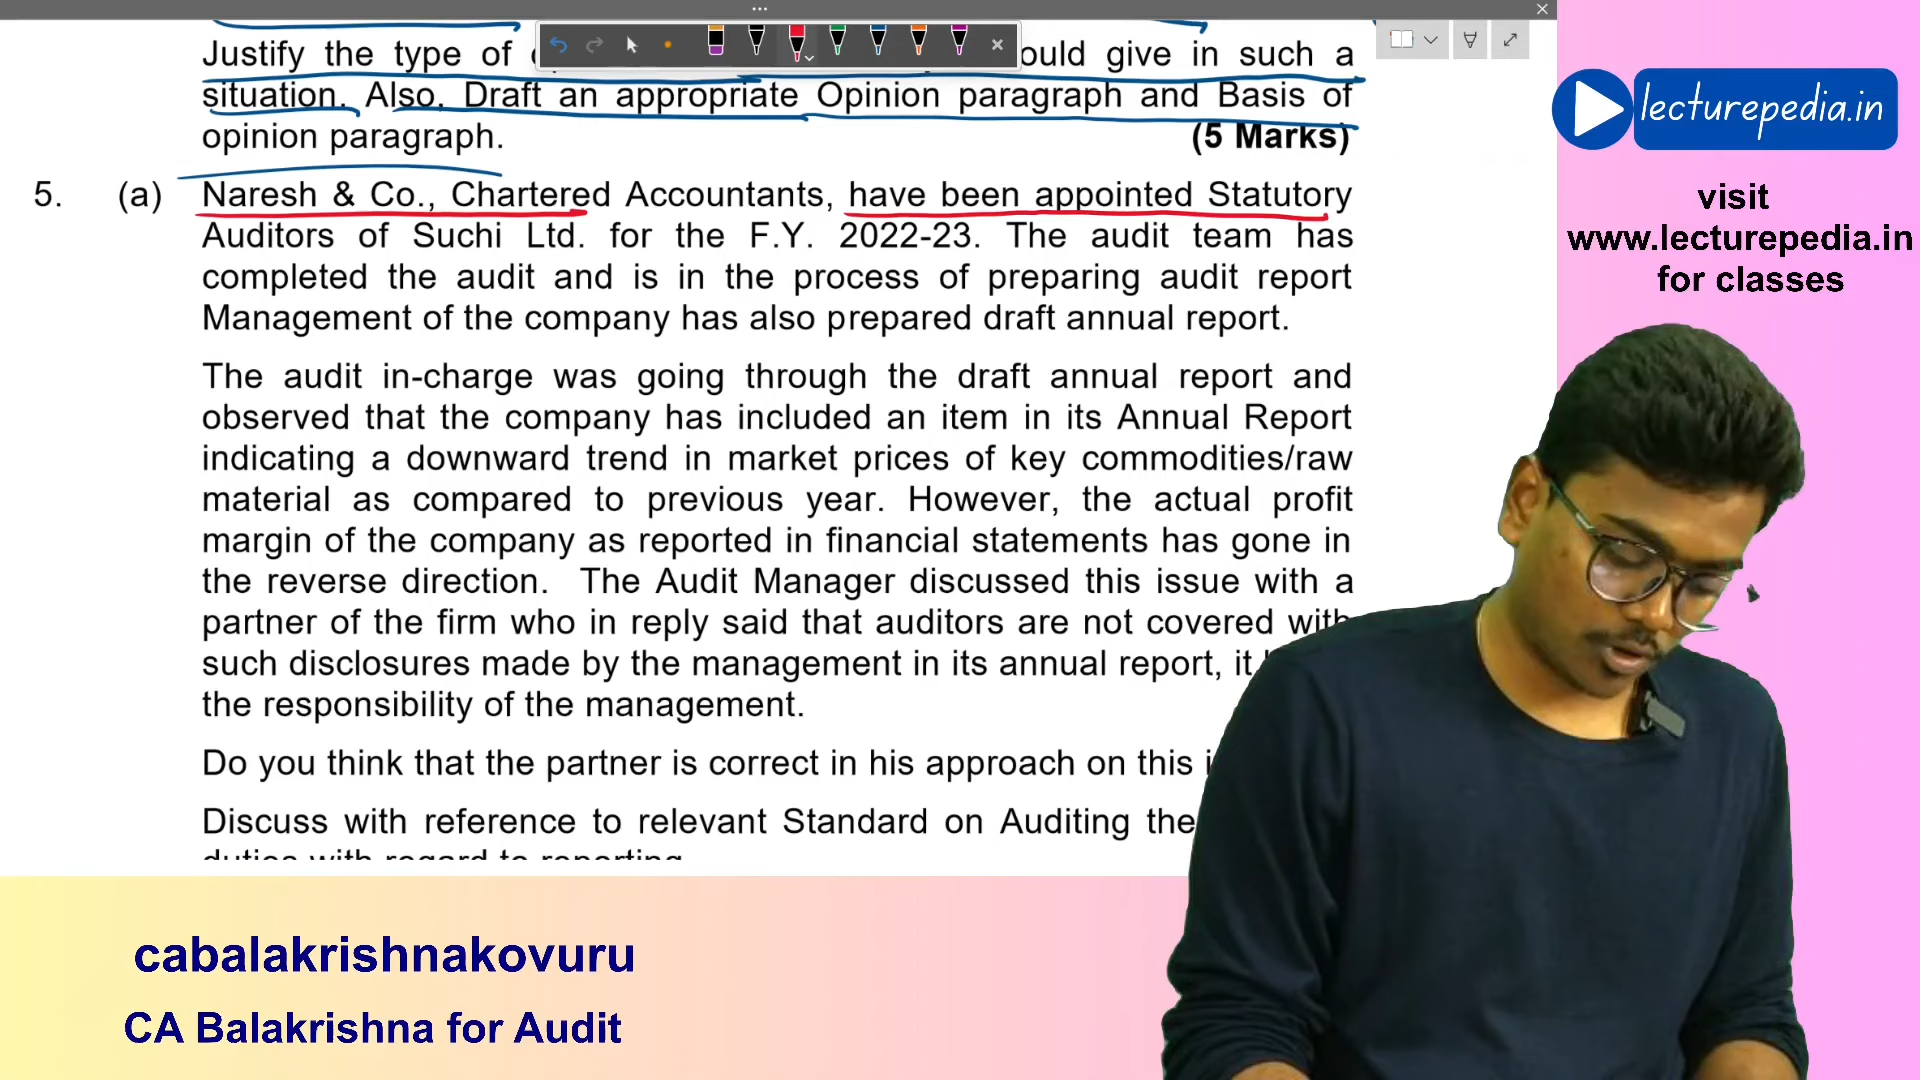 Justify the type of ould give in such a
situation. Also, Draft an appropriate Opinion paragraph and Basis of
opinion paragraph. (5 Marks)
5. (a) Naresh & Co., Chartered Accountants, have been appointed Statutory
Auditors of Suchi Ltd. for the F.Y. 2022-23. The audit team has
completed the audit and is in the process of preparing audit report
Management of the company has also prepared draft annual report.
The audit in-charge was going through the draft annual report and
observed that the company has included an item in its Annual Report
indicating a downward trend in market prices of key commodities/raw
material as compared to previous year. However, the actual profit
margin of the company as reported in financial statements has gone in
the reverse direction. The Audit Manager discussed this issue with a
partner of the firm who in reply said that auditors are not covered with
such disclosures made by the management in its annual report, it
the responsibility of the management.
Do you think that the partner is correct in his approach on this
Discuss with reference to relevant Standard on Auditing the
duties with regard to reporting.
lecturepedia.in
visit
www.lecturepedia.in
for classes
cabalakrishnakovuru
CA Balakrishna for Audit